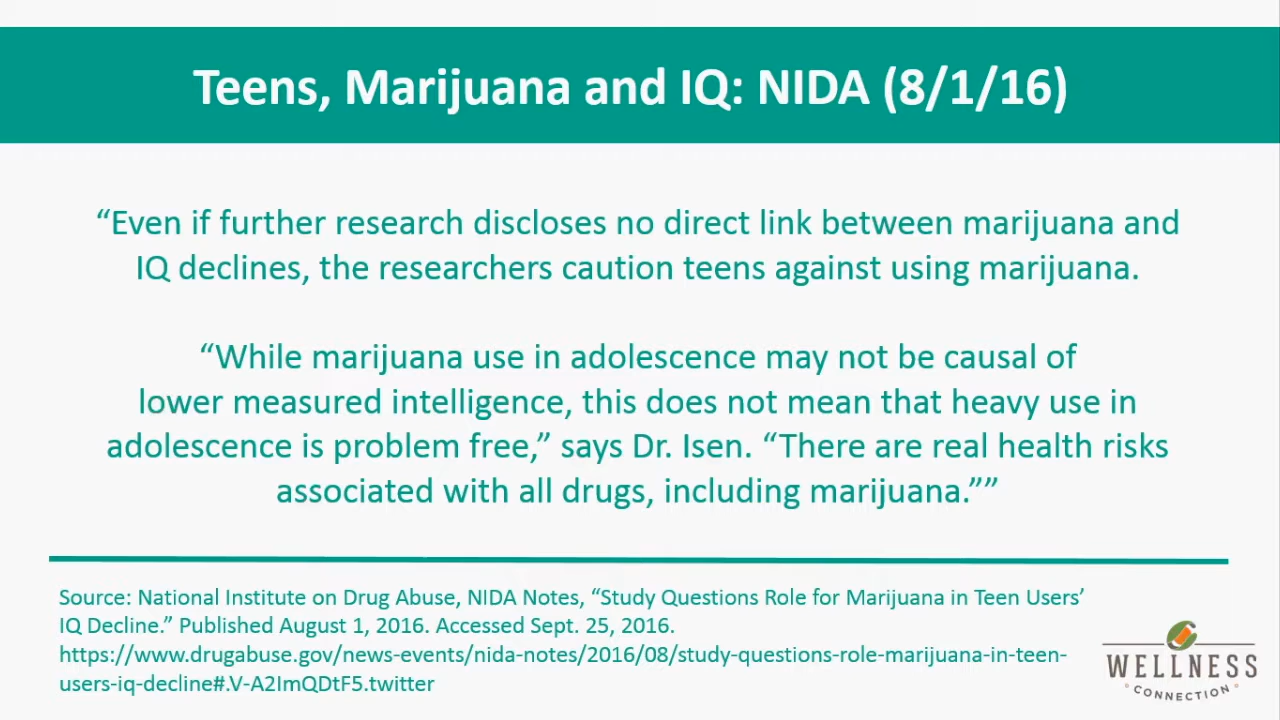 Teens, Marijuana and IQ: NIDA (8/1/16)
“Even if further research discloses no direct link between marijuana and
IQ declines, the researchers caution teens against using marijuana.
“While marijuana use in adolescence may not be causal of
lower measured intelligence, this does not mean that heavy use in
adolescence is problem free,” says Dr. Isen. “There are real health risks
associated with all drugs, including marijuana.””
Source: National Institute on Drug Abuse, NIDA Notes, “Study Questions Role for Marijuana in Teen Users’
IQ Decline.” Published August 1, 2016. Accessed Sept. 25, 2016.
https://www.drugabuse.gov/news-events/nida-notes/2016/08/study-questions-role-marijuana-in-teen-
users-iq-decline#.V-A2ImQDtF5.twitter
WELLNESS
CONNECTION